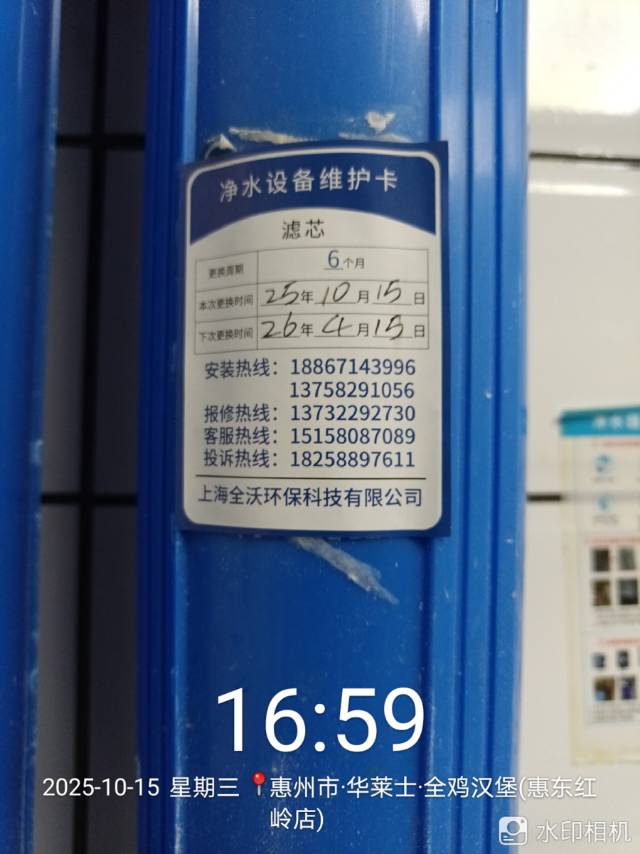 净水设备维护卡
滤芯
更换周期 6个月
本次更换时间 25年10月15日
下次更换时间 26年4月15日
安装热线：18867143996
13758291056
报修热线：13732292730
客服热线：15158087089
投诉热线：18258897611
上海全沃环保科技有限公司
16:59
2025-10-15 星期三 惠州市·华莱士·全鸡汉堡(惠东红
岭店)
水印相机